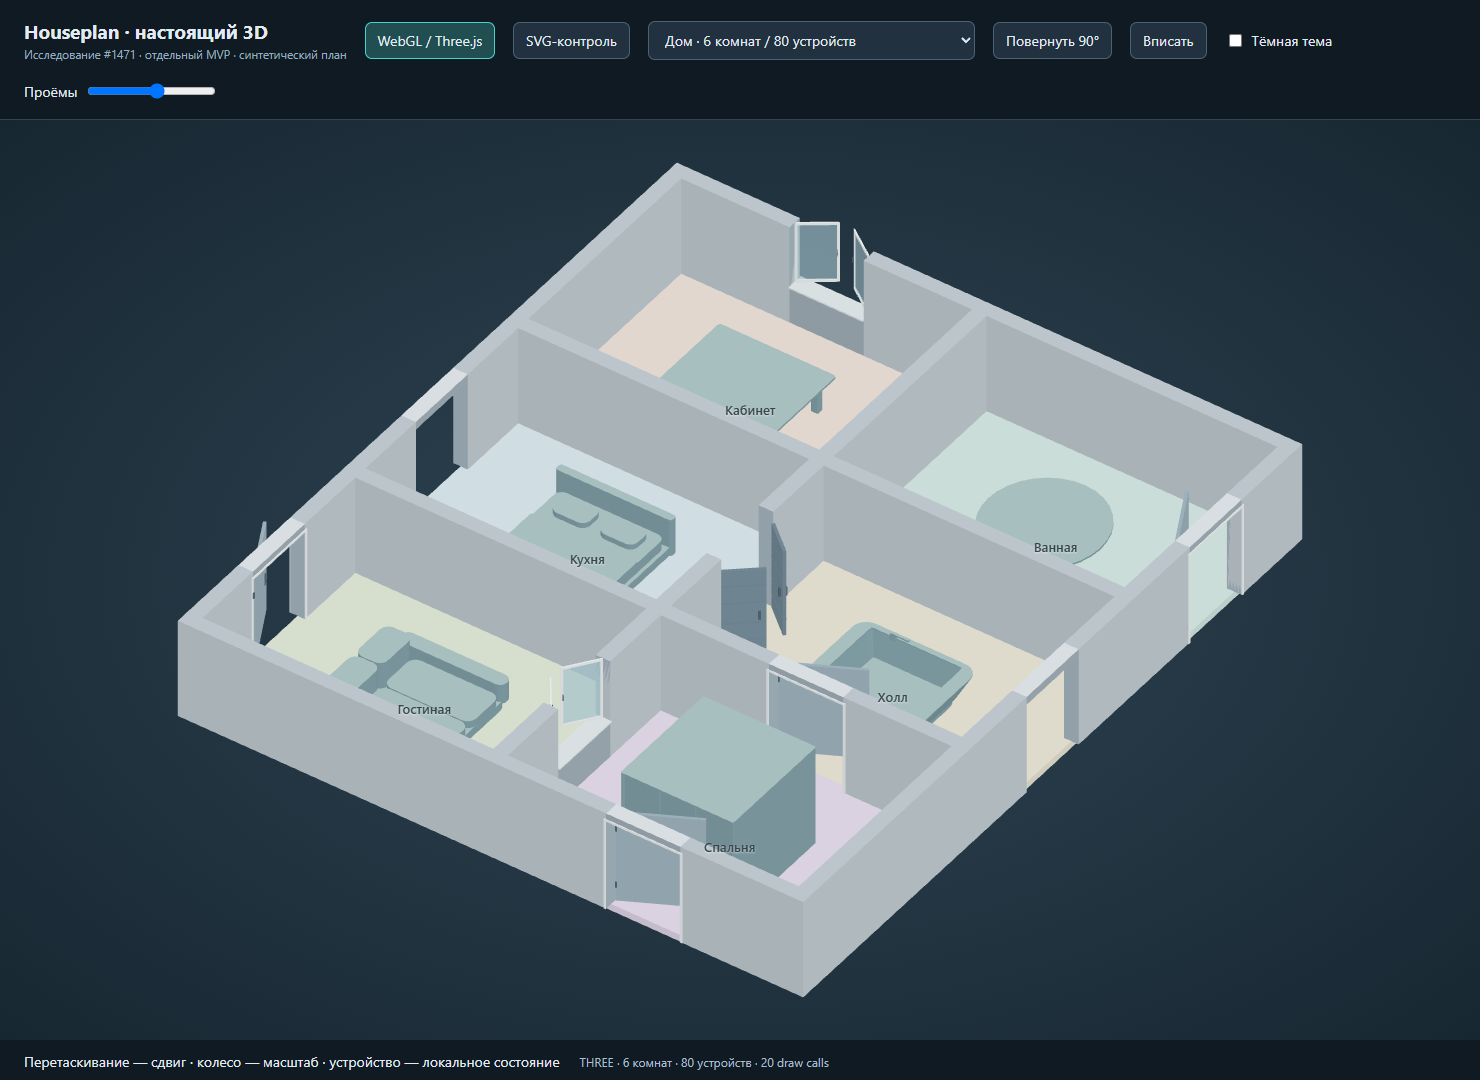 Houseplan · настоящий 3D
Исследование #1471 · отдельный MVP · синтетический план
WebGL / Three.js
SVG-контроль
Дом · 6 комнат / 80 устройств
Повернуть 90°
Вписать
Тёмная тема
Проёмы
Кабинет
Ванная
Кухня
Холл
Гостиная
Спальня
Перетаскивание — сдвиг · колесо — масштаб · устройство — локальное состояние
THREE · 6 комнат · 80 устройств · 20 draw calls